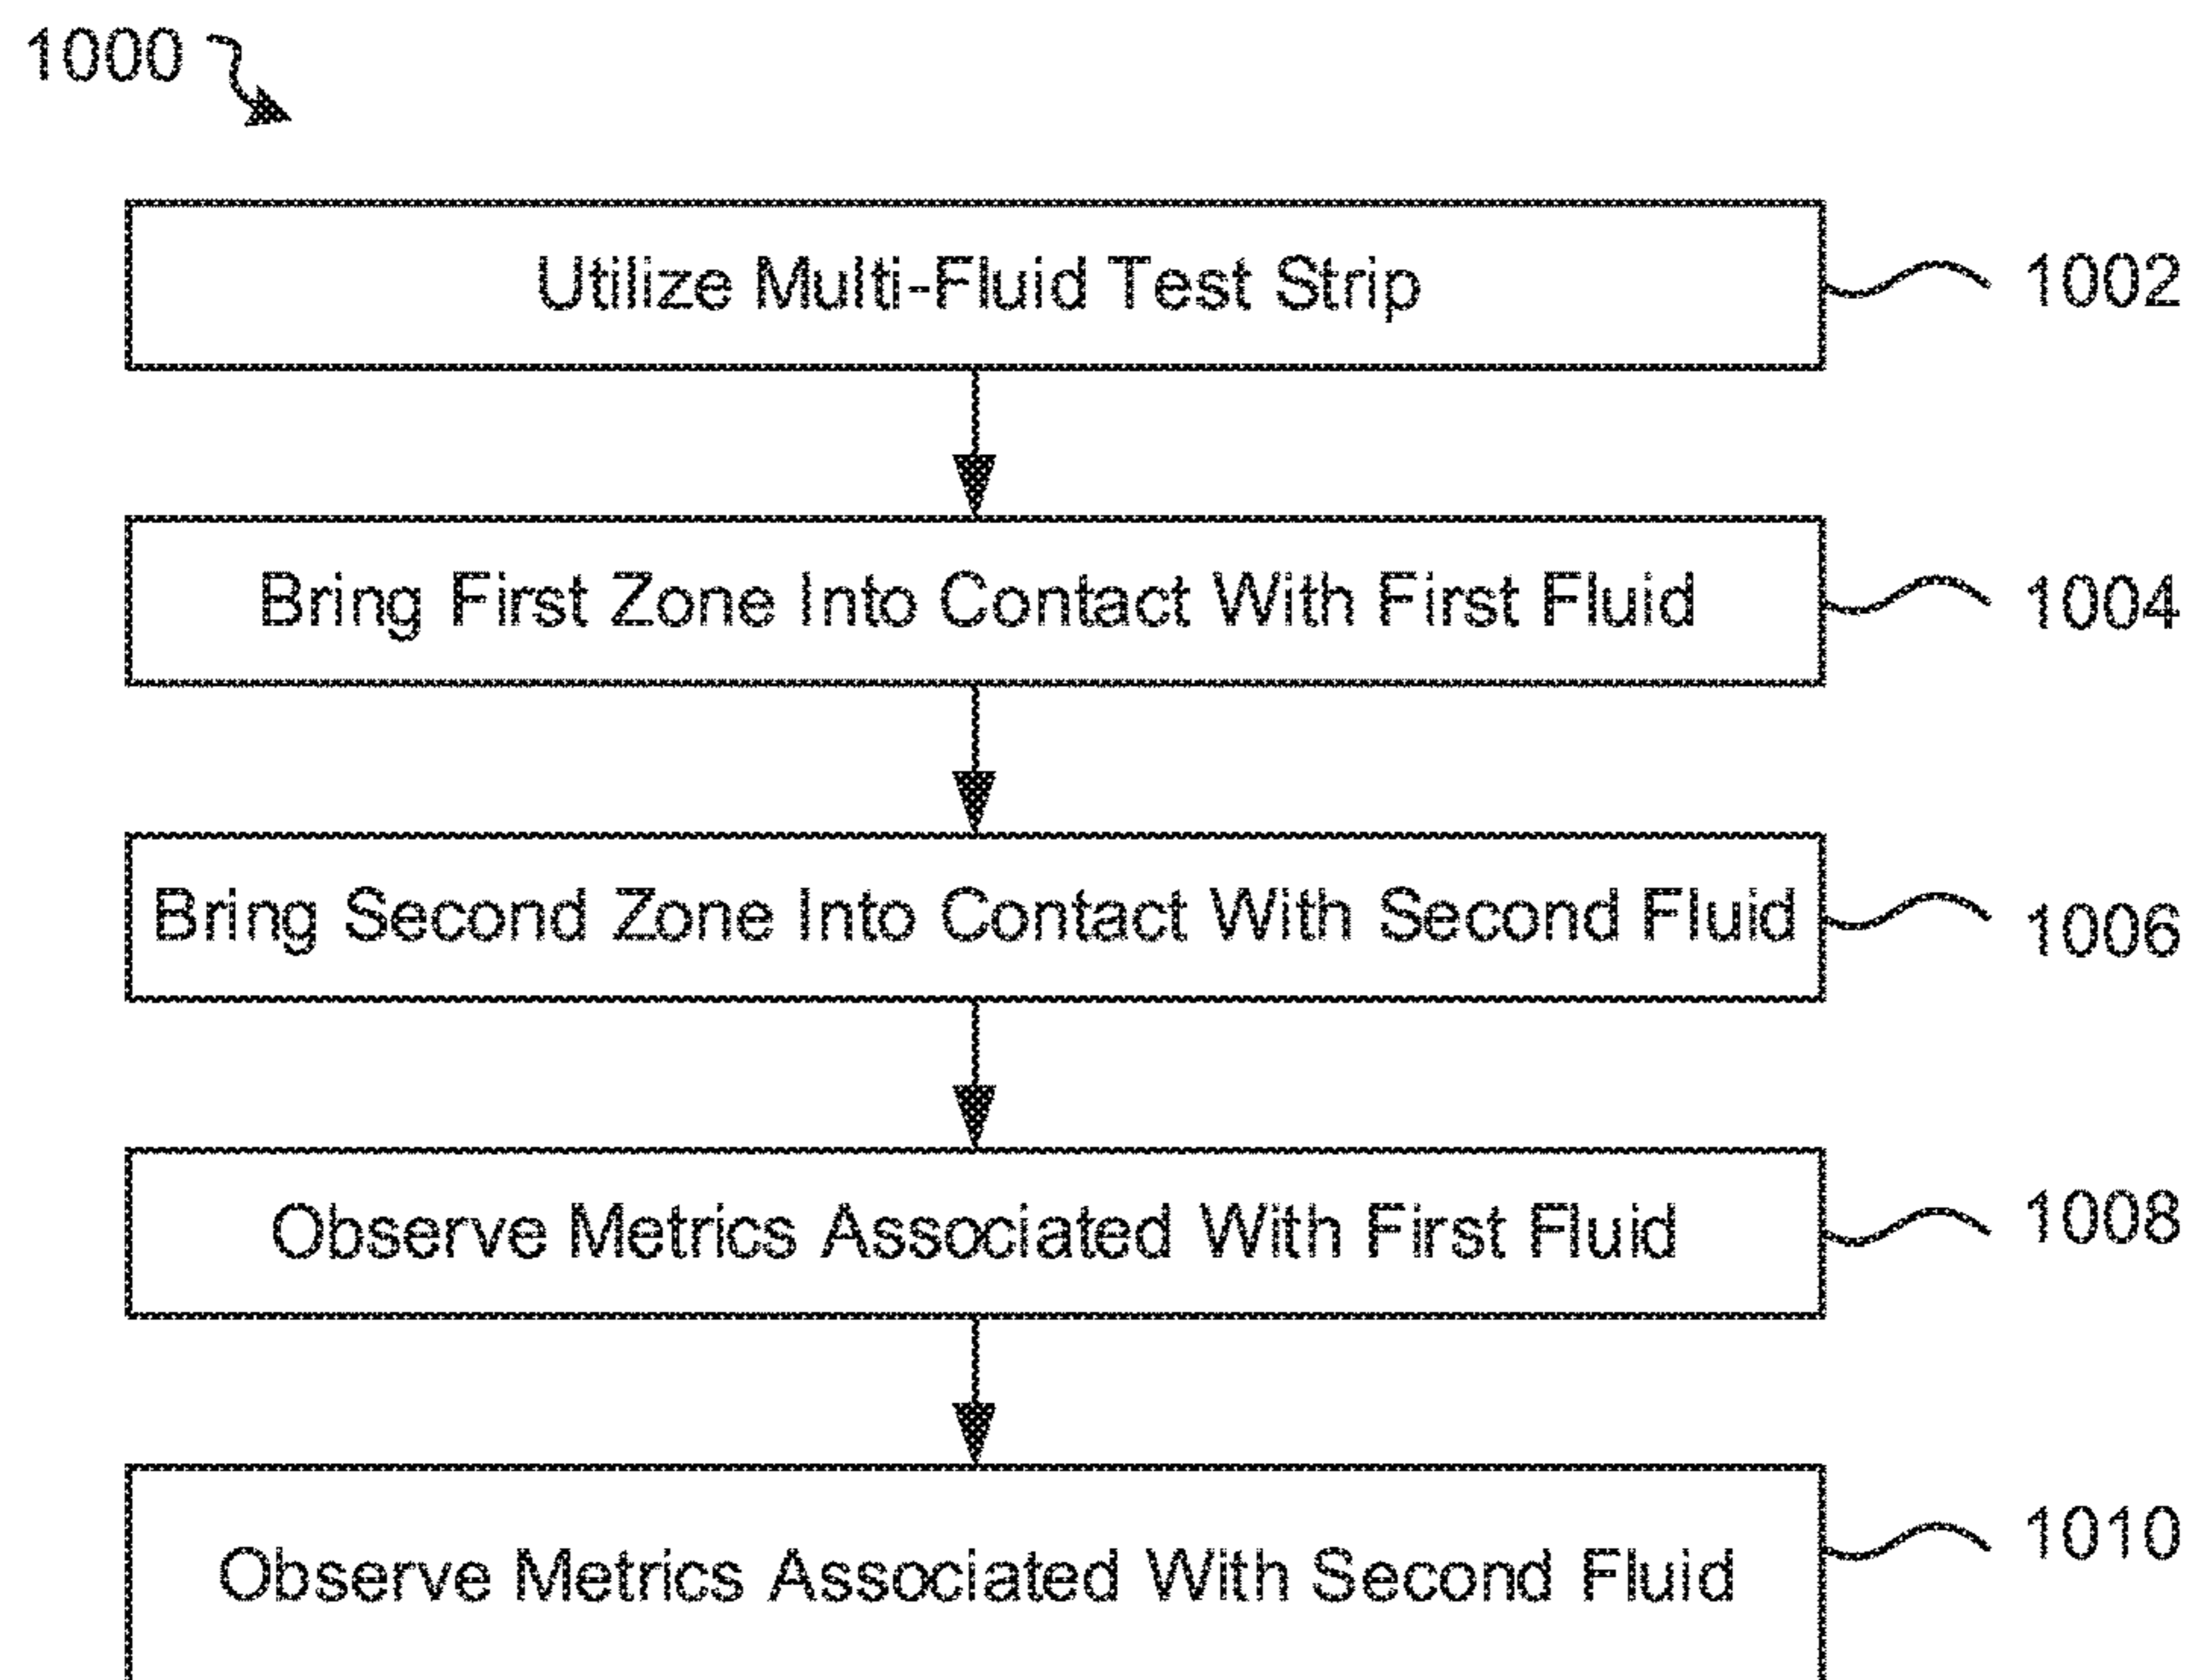 1000
Utilize Multi-Fluid Test Strip
1002
Bring First Zone Into Contact With First Fluid
1004
Bring Second Zone Into Contact With Second Fluid
1006
Observe Metrics Associated With First Fluid
1008
Observe Metrics Associated With Second Fluid
1010